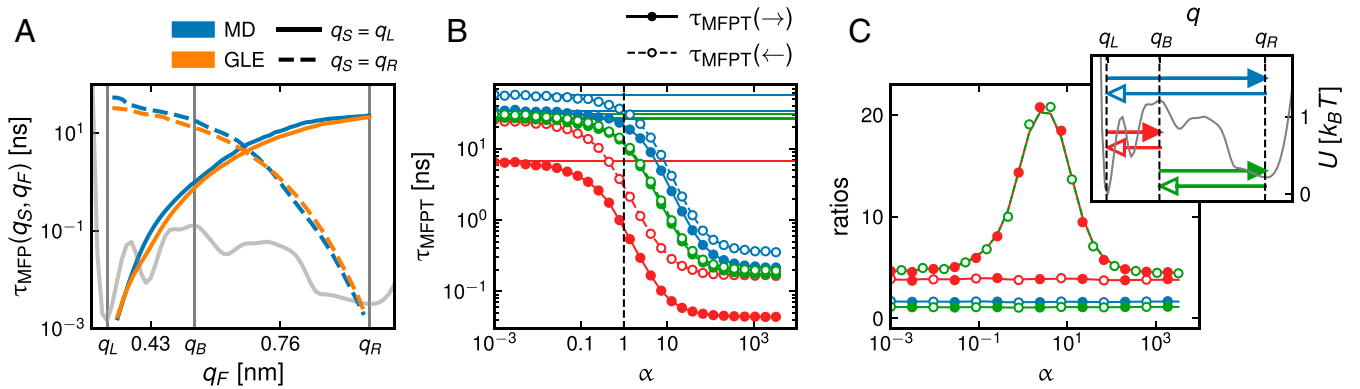 A
MD
GLE
q_S = q_L
q_S = q_R
τ_MFP(q_S, q_F) [ns]
10^1
10^−1
10^−3
q_L
0.43
q_B
0.76
q_R
q_F [nm]
B
τ_MFPT(→)
τ_MFPT(←)
τ_MFPT [ns]
10^1
10^0
10^−1
10^−3
0.1
1
10
10^3
α
C
ratios
20
10
0
10^−3
10^−1
10^1
10^3
α
q
q_L
q_B
q_R
U [k_B T]
1
0